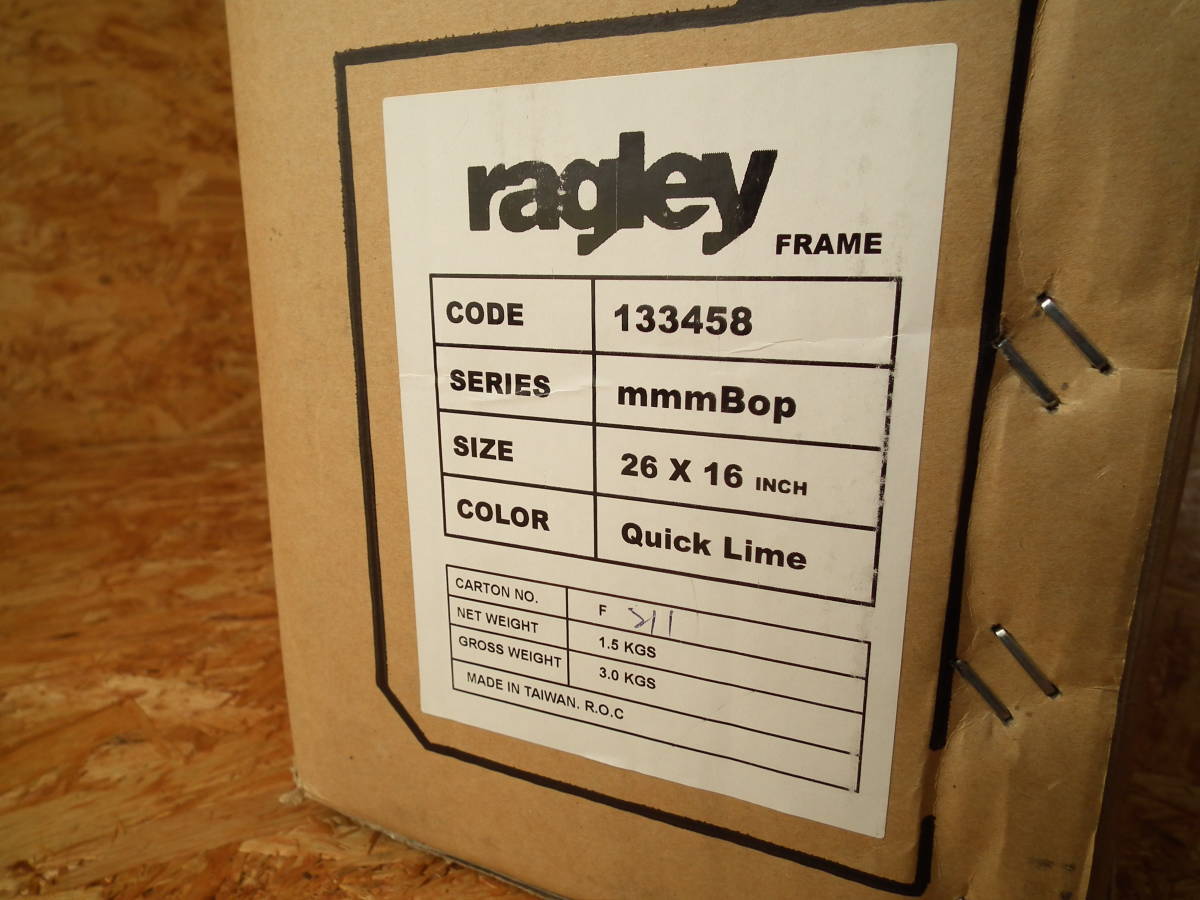 ragley
FRAME
CODE 133458
SERIES mmmBop
SIZE 26 X 16 INCH
COLOR Quick Lime
CARTON NO. F
NET WEIGHT 1.5 KGS
GROSS WEIGHT 3.0 KGS
MADE IN TAIWAN. R.O.C